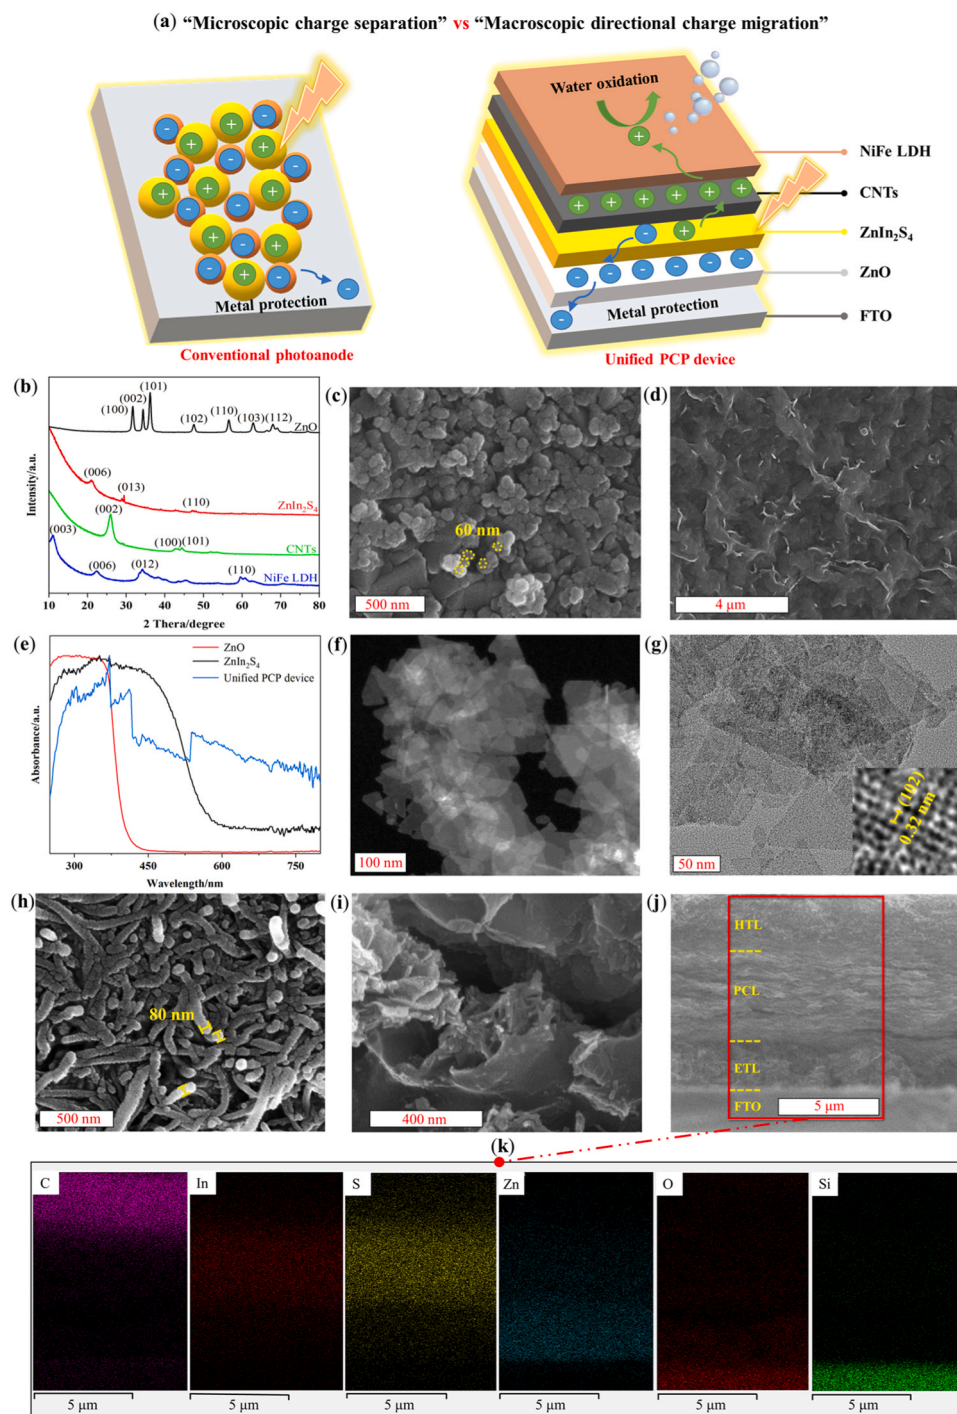 (a) “Microscopic charge separation” vs “Macroscopic directional charge migration”
Water oxidation
NiFe LDH
CNTs
ZnIn₂S₄
ZnO
FTO
+
-
Metal protection
Metal protection
Conventional photoanode
Unified PCP device
(b)
(101)
(002)
(100)
(110)
(102)
(103)
(112)
ZnO
(006)
(013)
(110)
ZnIn₂S₄
(002)
(100)
(101)
CNTs
(003)
(006)
(012)
(110)
NiFe LDH
Intensity/a.u.
10 20 30 40 50 60 70 80
2 Thera/degree
(c)
60 nm
500 nm
(d)
4 μm
(e)
ZnO
ZnIn₂S₄
Unified PCP device
Absorbance/a.u.
300 450 600 750
Wavelength/nm
(f)
100 nm
(g)
(102)
0.32 nm
50 nm
(h)
80 nm
500 nm
(i)
400 nm
(j)
HTL
PCL
ETL
FTO
5 μm
(k)
C In S Zn O Si
5 μm 5 μm 5 μm 5 μm 5 μm 5 μm